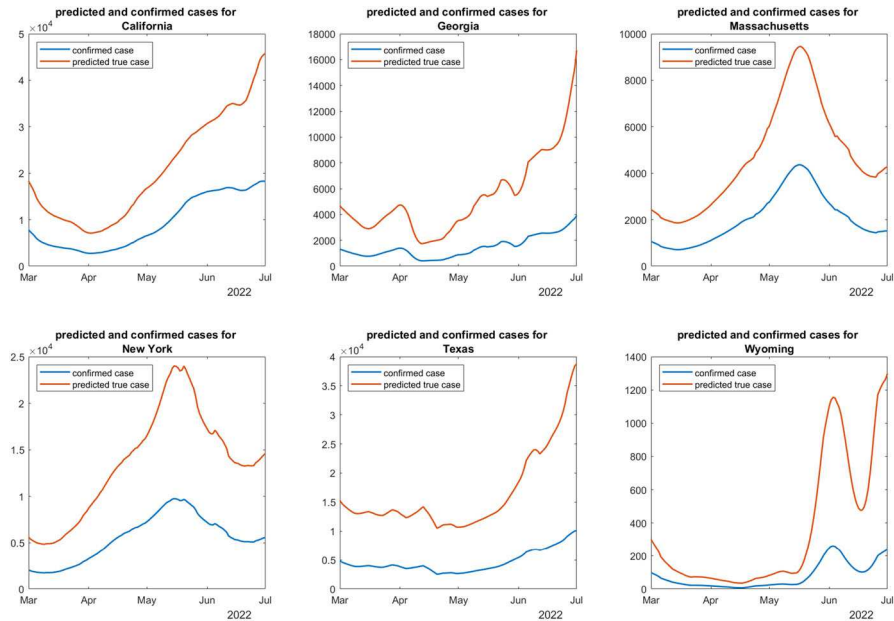 predicted and confirmed cases for
California
×10⁴
confirmed case
predicted true case
5
4
3
2
1
0
Mar Apr May Jun Jul
2022
predicted and confirmed cases for
Georgia
confirmed case
predicted true case
18000
16000
14000
12000
10000
8000
6000
4000
2000
0
Mar Apr May Jun Jul
2022
predicted and confirmed cases for
Massachusetts
confirmed case
predicted true case
10000
8000
6000
4000
2000
0
Mar Apr May Jun Jul
2022
predicted and confirmed cases for
New York
×10⁴
confirmed case
predicted true case
2.5
2
1.5
1
0.5
0
Mar Apr May Jun Jul
2022
predicted and confirmed cases for
Texas
×10⁴
confirmed case
predicted true case
4
3.5
3
2.5
2
1.5
1
0.5
0
Mar Apr May Jun Jul
2022
predicted and confirmed cases for
Wyoming
confirmed case
predicted true case
1400
1200
1000
800
600
400
200
0
Mar Apr May Jun Jul
2022